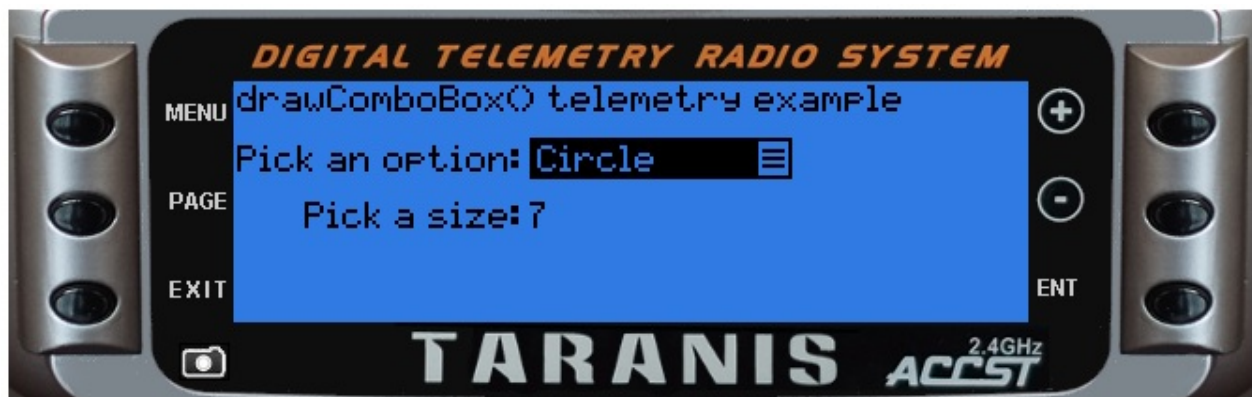 DIGITAL TELEMETRY RADIO SYSTEM
MENU
drawComboBox() telemetry example
+
Pick an option: Circle
PAGE
Pick a size: 7
-
EXIT
ENT
TARANIS
2.4GHz
ACCST